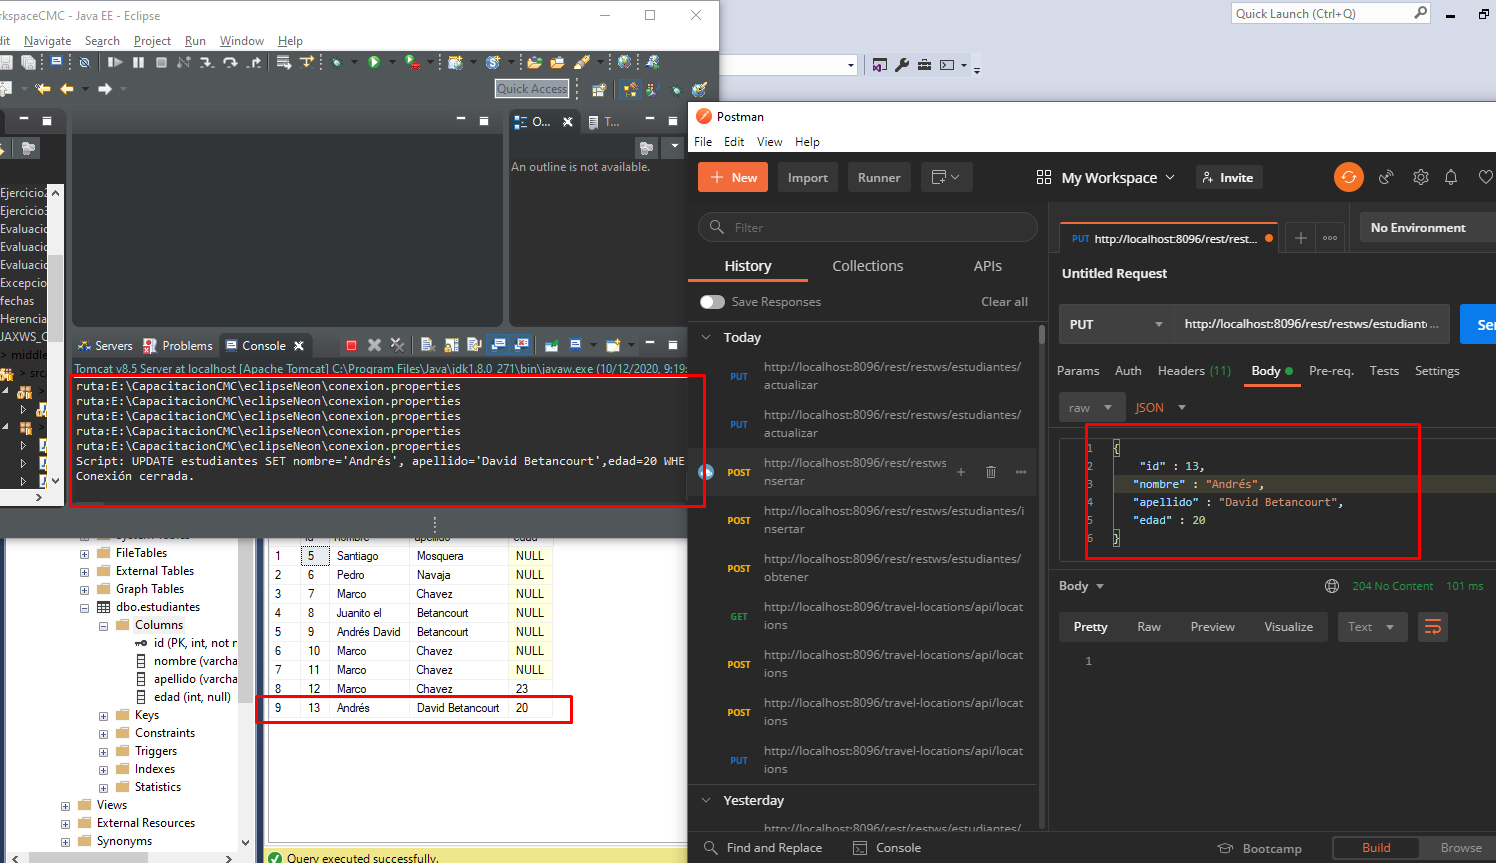 rkspaceCMC - Java EE - Eclipse
dit Navigate Search Project Run Window Help
Quick Access
O...
T...
An outline is not available.
Ejercicio2
Ejercicio3
Evaluacio
Evaluacio
Evaluacio
Excepcio
fechas
Herencia
JAXWS_C
> middle
> src/
Servers Problems Console
Tomcat v8.5 Server at localhost [Apache Tomcat] C:\Program Files\Java\jdk1.8.0_271\bin\javaw.exe (10/12/2020, 9:19:
ruta:E:\CapacitacionCMC\eclipseNeon\conexion.properties
ruta:E:\CapacitacionCMC\eclipseNeon\conexion.properties
ruta:E:\CapacitacionCMC\eclipseNeon\conexion.properties
ruta:E:\CapacitacionCMC\eclipseNeon\conexion.properties
ruta:E:\CapacitacionCMC\eclipseNeon\conexion.properties
Script: UPDATE estudiantes SET nombre='Andrés', apellido='David Betancourt',edad=20 WHE
Conexión cerrada.
System Tables
FileTables
External Tables
Graph Tables
dbo.estudiantes
Columns
id (PK, int, not n
nombre (varcha
apellido (varcha
edad (int, null)
Keys
Constraints
Triggers
Indexes
Statistics
Views
External Resources
Synonyms
id nombre apellido edad
1 5 Santiago Mosquera NULL
2 6 Pedro Navaja NULL
3 7 Marco Chavez NULL
4 8 Juanito el Betancourt NULL
5 9 Andrés David Betancourt NULL
6 10 Marco Chavez NULL
7 11 Marco Chavez NULL
8 12 Marco Chavez 23
9 13 Andrés David Betancourt 20
Query executed successfully.
Quick Launch (Ctrl+Q)
Postman
File Edit View Help
New Import Runner
My Workspace
Invite
Filter
History Collections APIs
Save Responses Clear all
Today
PUT http://localhost:8096/rest/restws/estudiantes/
actualizar
PUT http://localhost:8096/rest/restws/estudiantes/
actualizar
POST http://localhost:8096/rest/restws
nsertar
POST http://localhost:8096/rest/restws/estudiantes/i
nsertar
POST http://localhost:8096/rest/restws/estudiantes/
obtener
GET http://localhost:8096/travel-locations/api/locat
ions
POST http://localhost:8096/travel-locations/api/locat
ions
POST http://localhost:8096/travel-locations/api/locat
ions
PUT http://localhost:8096/travel-locations/api/locat
ions
Yesterday
http://localhost:8096/rest/restws/estudiantes/
PUT http://localhost:8096/rest/rest...
No Environment
Untitled Request
PUT http://localhost:8096/rest/restws/estudiant... Se
Params Auth Headers (11) Body Pre-req. Tests Settings
raw JSON
1 {
2 "id" : 13,
3 "nombre" : "Andrés",
4 "apellido" : "David Betancourt",
5 "edad" : 20
6 }
Body 204 No Content 101 ms
Pretty Raw Preview Visualize Text
1
Find and Replace Console Bootcamp Build Browse